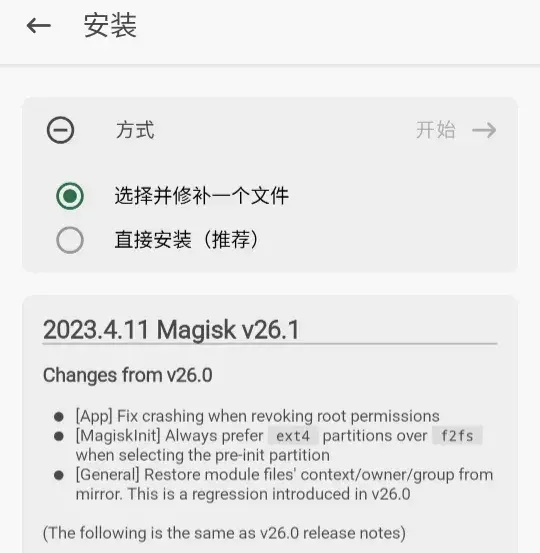 安装
方式
开始
选择并修补一个文件
直接安装（推荐）
2023.4.11 Magisk v26.1
Changes from v26.0
[App] Fix crashing when revoking root permissions
[MagiskInit] Always prefer ext4 partitions over f2fs
when selecting the pre-init partition
[General] Restore module files' context/owner/group from
mirror. This is a regression introduced in v26.0
(The following is the same as v26.0 release notes)